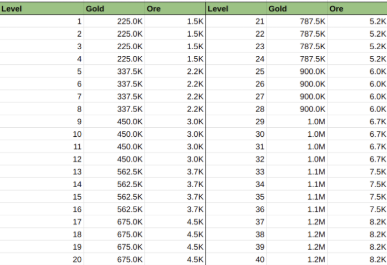 Level Gold Ore Level Gold Ore
1 225.0K 1.5K 21 787.5K 5.2K
2 225.0K 1.5K 22 787.5K 5.2K
3 225.0K 1.5K 23 787.5K 5.2K
4 225.0K 1.5K 24 787.5K 5.2K
5 337.5K 2.2K 25 900.0K 6.0K
6 337.5K 2.2K 26 900.0K 6.0K
7 337.5K 2.2K 27 900.0K 6.0K
8 337.5K 2.2K 28 900.0K 6.0K
9 450.0K 3.0K 29 1.0M 6.7K
10 450.0K 3.0K 30 1.0M 6.7K
11 450.0K 3.0K 31 1.0M 6.7K
12 450.0K 3.0K 32 1.0M 6.7K
13 562.5K 3.7K 33 1.1M 7.5K
14 562.5K 3.7K 34 1.1M 7.5K
15 562.5K 3.7K 35 1.1M 7.5K
16 562.5K 3.7K 36 1.1M 7.5K
17 675.0K 4.5K 37 1.2M 8.2K
18 675.0K 4.5K 38 1.2M 8.2K
19 675.0K 4.5K 39 1.2M 8.2K
20 675.0K 4.5K 40 1.2M 8.2K